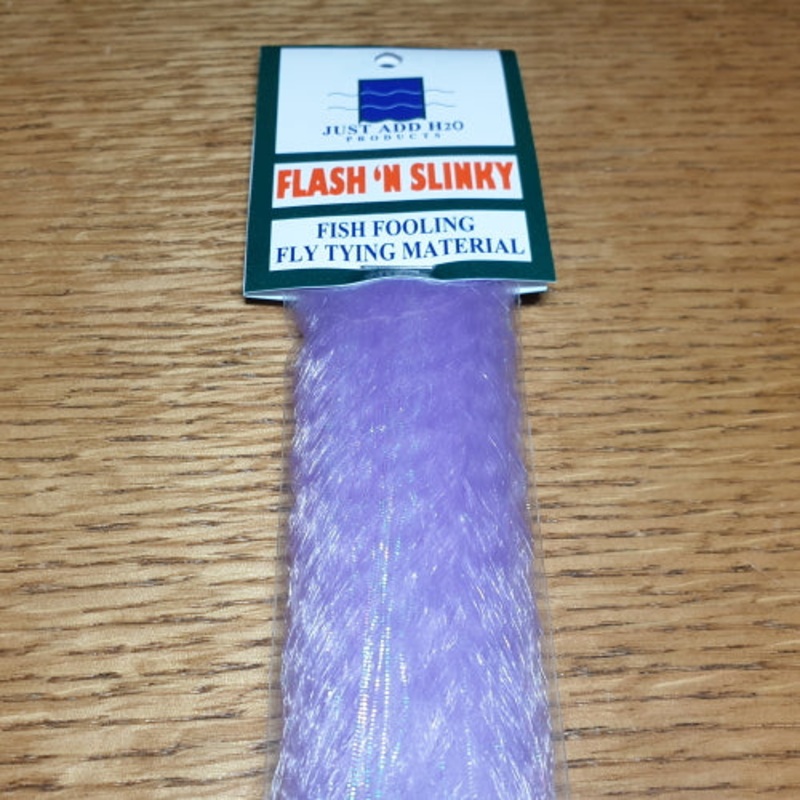 JUST ADD H2O
PRODUCTS
FLASH 'N SLINKY
FISH FOOLING
FLY TYING MATERIAL